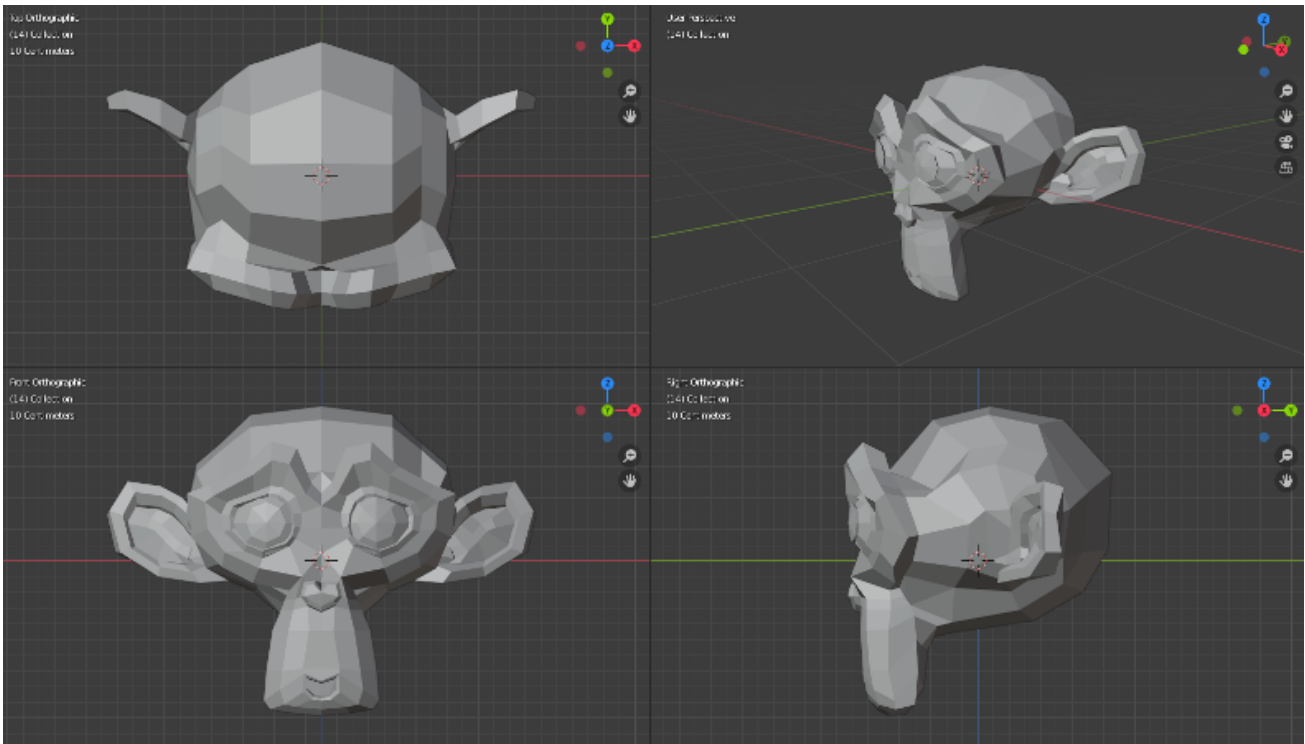 Top Orthographic
(14) Collection
10 Centimeters
Y
Z
X
User Perspective
(14) Collection
Z
Y
X
Front Orthographic
(14) Collection
10 Centimeters
Z
Y
X
Right Orthographic
(14) Collection
10 Centimeters
Z
X
Y